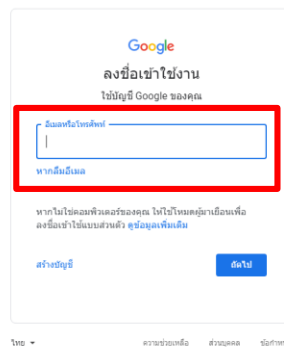 Google
ลงชื่อเข้าใช้งาน
ใช้บัญชี Google ของคุณ
อีเมลหรือโทรศัพท์
หากลืมอีเมล
หากไม่ใช่คอมพิวเตอร์ของคุณ ให้ใช้โหมดผู้มาเยือนเพื่อ
ลงชื่อเข้าใช้แบบส่วนตัว ดูข้อมูลเพิ่มเติม
สร้างบัญชี
ถัดไป
ไทย
ความช่วยเหลือ
ส่วนบุคคล